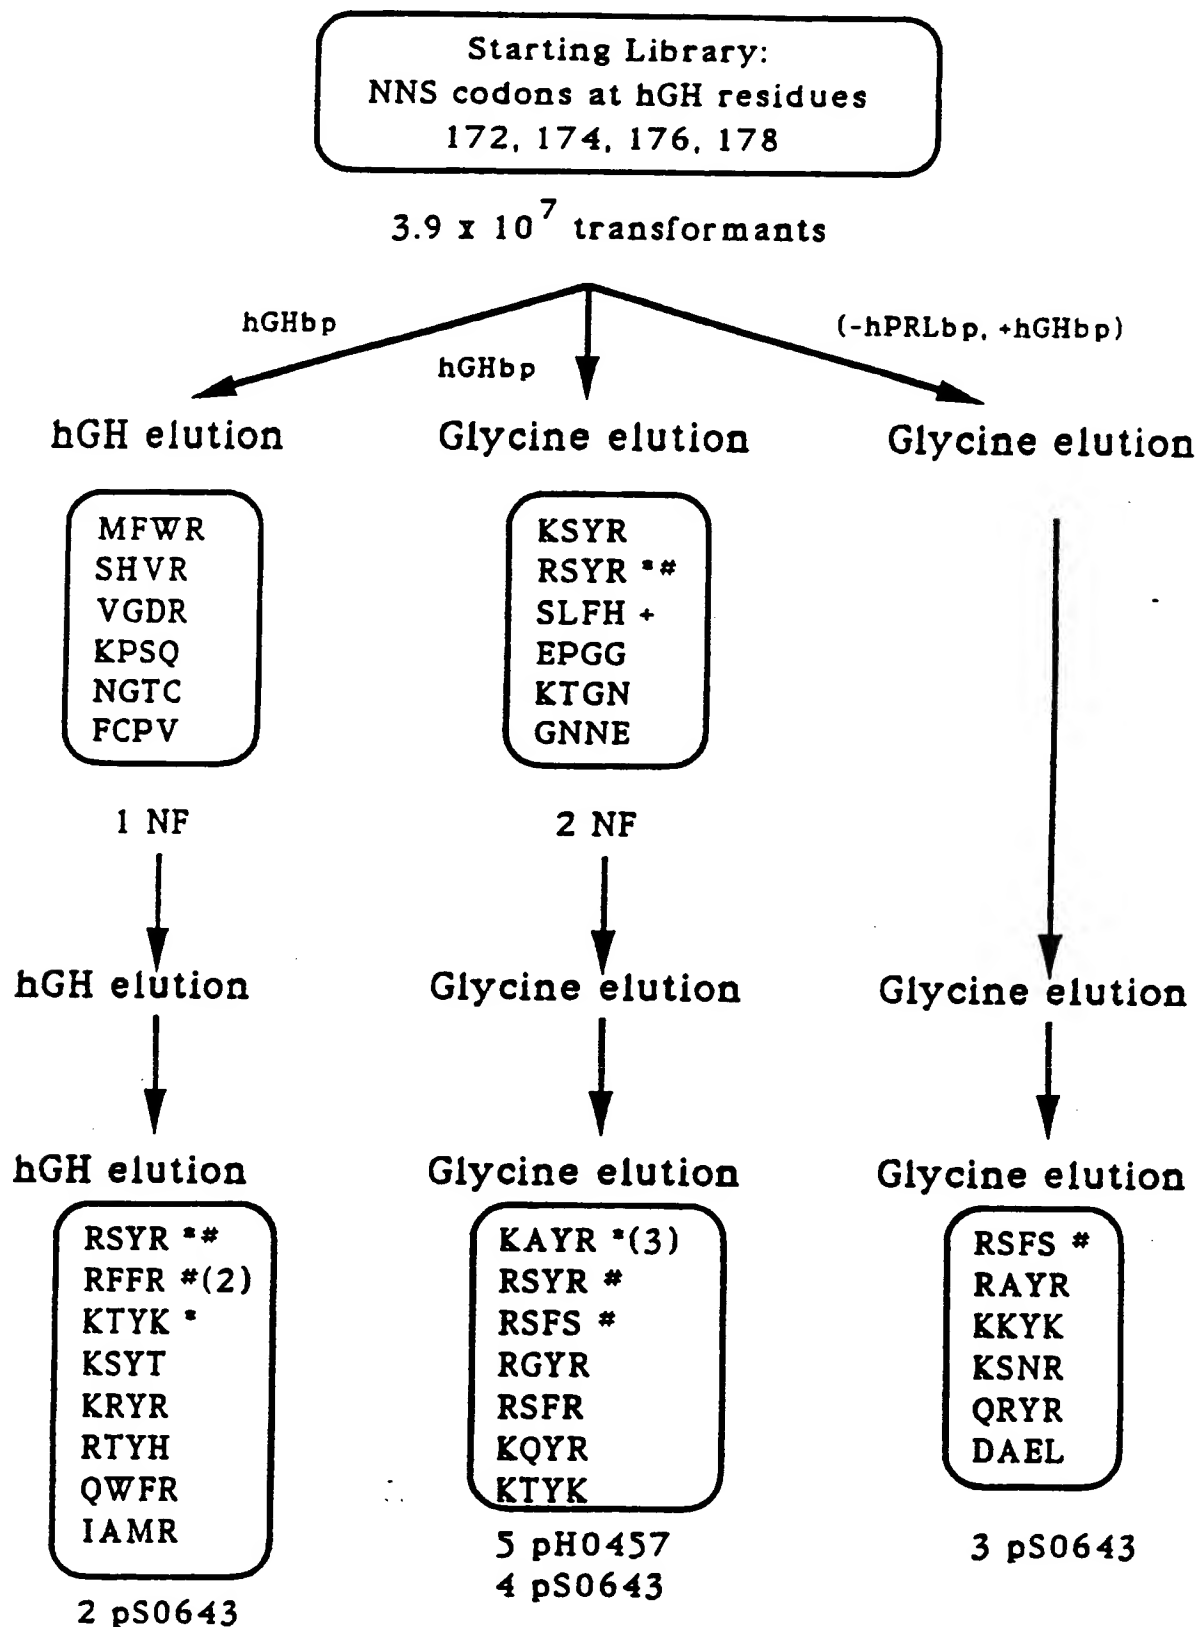 Starting Library:
NNS codons at hGH residues
172, 174, 176, 178
3.9 x 10^7 transformants
hGHbp
hGHbp
(-hPRLbp, +hGHbp)
hGH elution
Glycine elution
Glycine elution
MFWR
SHVR
VGDR
KPSQ
NGTC
FCPV
1 NF
KSYR
RSYR *#
SLFH +
EPGG
KTGN
GNNE
2 NF
hGH elution
Glycine elution
Glycine elution
hGH elution
Glycine elution
Glycine elution
RSYR *#
RFFR #(2)
KTYK *
KSYT
KRYR
RTYH
QWFR
IAMR
2 pS0643
KAYR *(3)
RSYR #
RSFS #
RGYR
RSFR
KQYR
KTYK
5 pH0457
4 pS0643
RSFS #
RAYR
KKYK
KSNR
QRYR
DAEL
3 pS0643